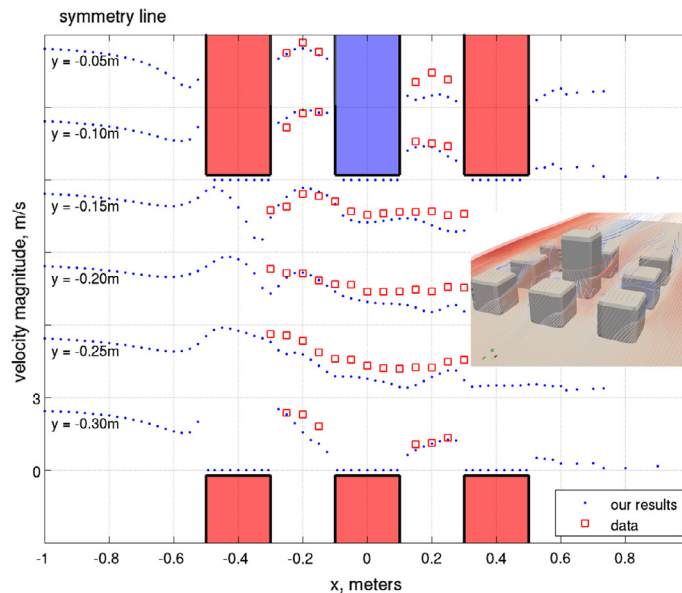 symmetry line
y = -0.05m
y = -0.10m
y = -0.15m
y = -0.20m
y = -0.25m
y = -0.30m
velocity magnitude, m/s
3
0
-1 -0.8 -0.6 -0.4 -0.2 0 0.2 0.4 0.6 0.8
x, meters
our results
data